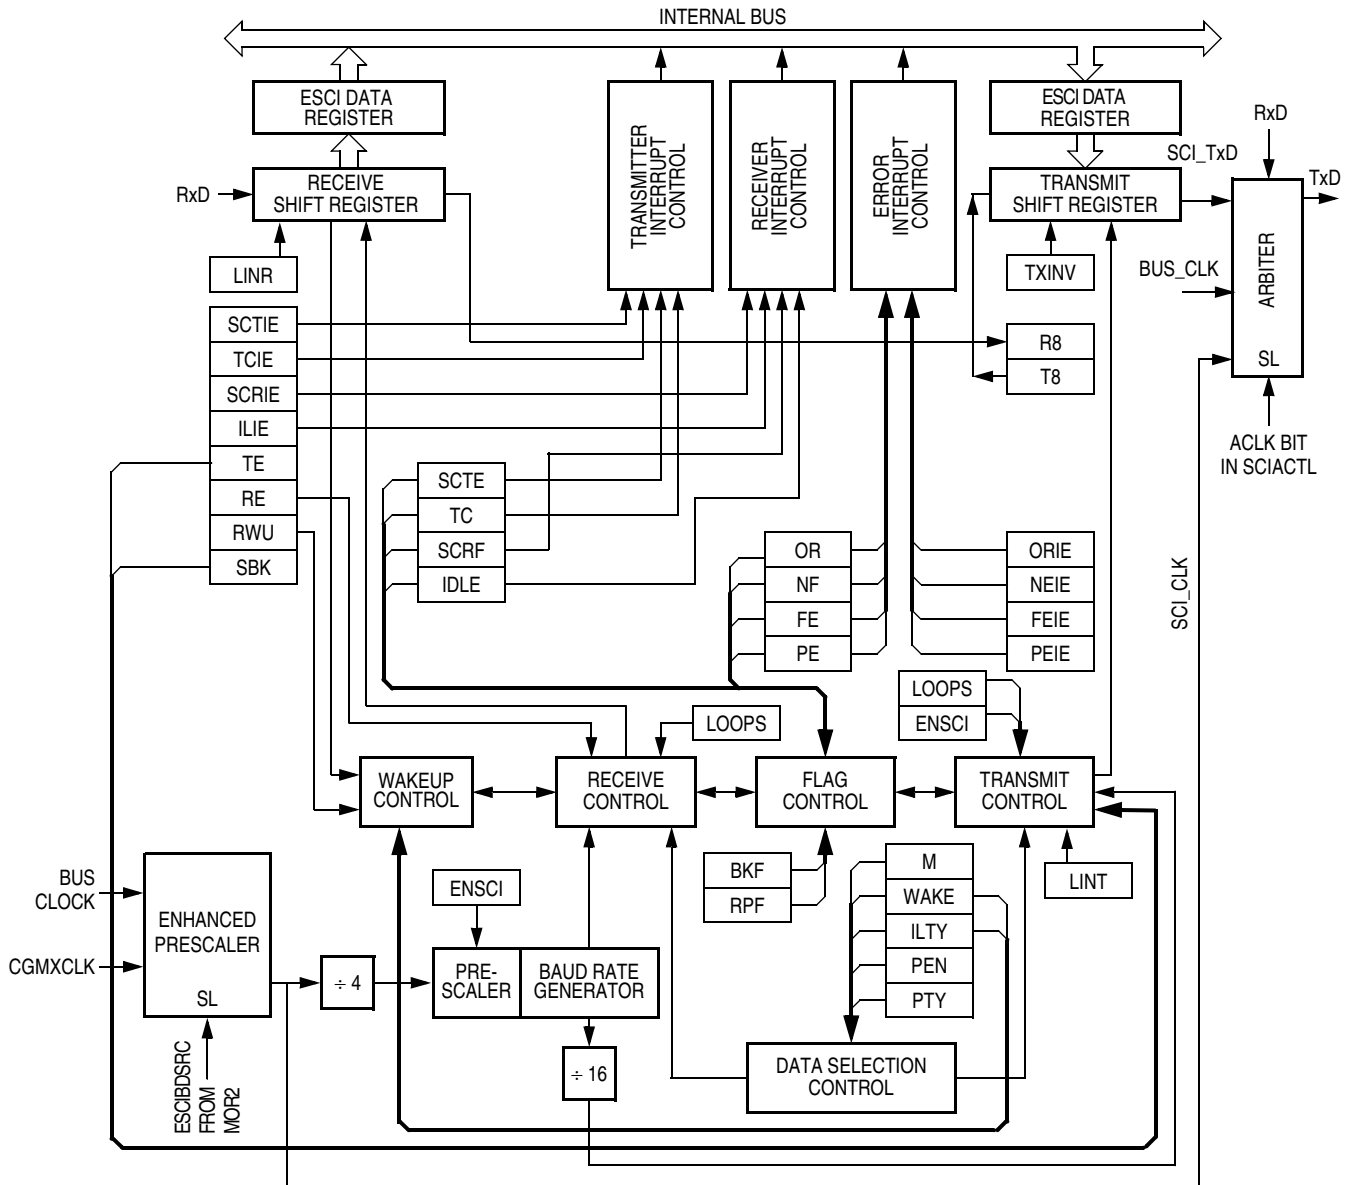 INTERNAL BUS
ESCI DATA
REGISTER
TRANSMITTER
INTERRUPT
CONTROL
RECEIVER
INTERRUPT
CONTROL
ERROR
INTERRUPT
CONTROL
ESCI DATA
REGISTER
RxD
SCI_TxD
RxD
RECEIVE
SHIFT REGISTER
TRANSMIT
SHIFT REGISTER
TxD
LINR
TXINV
BUS_CLK
ARBITER
SL
SCTIE
TCIE
SCRIE
ILIE
TE
RE
RWU
SBK
R8
T8
ACLK BIT
IN SCIACTL
SCTE
TC
SCRF
IDLE
OR
NF
FE
PE
ORIE
NEIE
FEIE
PEIE
SCI_CLK
LOOPS
LOOPS
ENSCI
WAKEUP
CONTROL
RECEIVE
CONTROL
FLAG
CONTROL
TRANSMIT
CONTROL
BKF
RPF
M
WAKE
ILTY
PEN
PTY
LINT
BUS
CLOCK
CGMXCLK
ENHANCED
PRESCALER
SL
ENSCI
÷ 4
PRE-
SCALER
BAUD RATE
GENERATOR
÷ 16
DATA SELECTION
CONTROL
ESCIBDSRC
FROM
MOR2